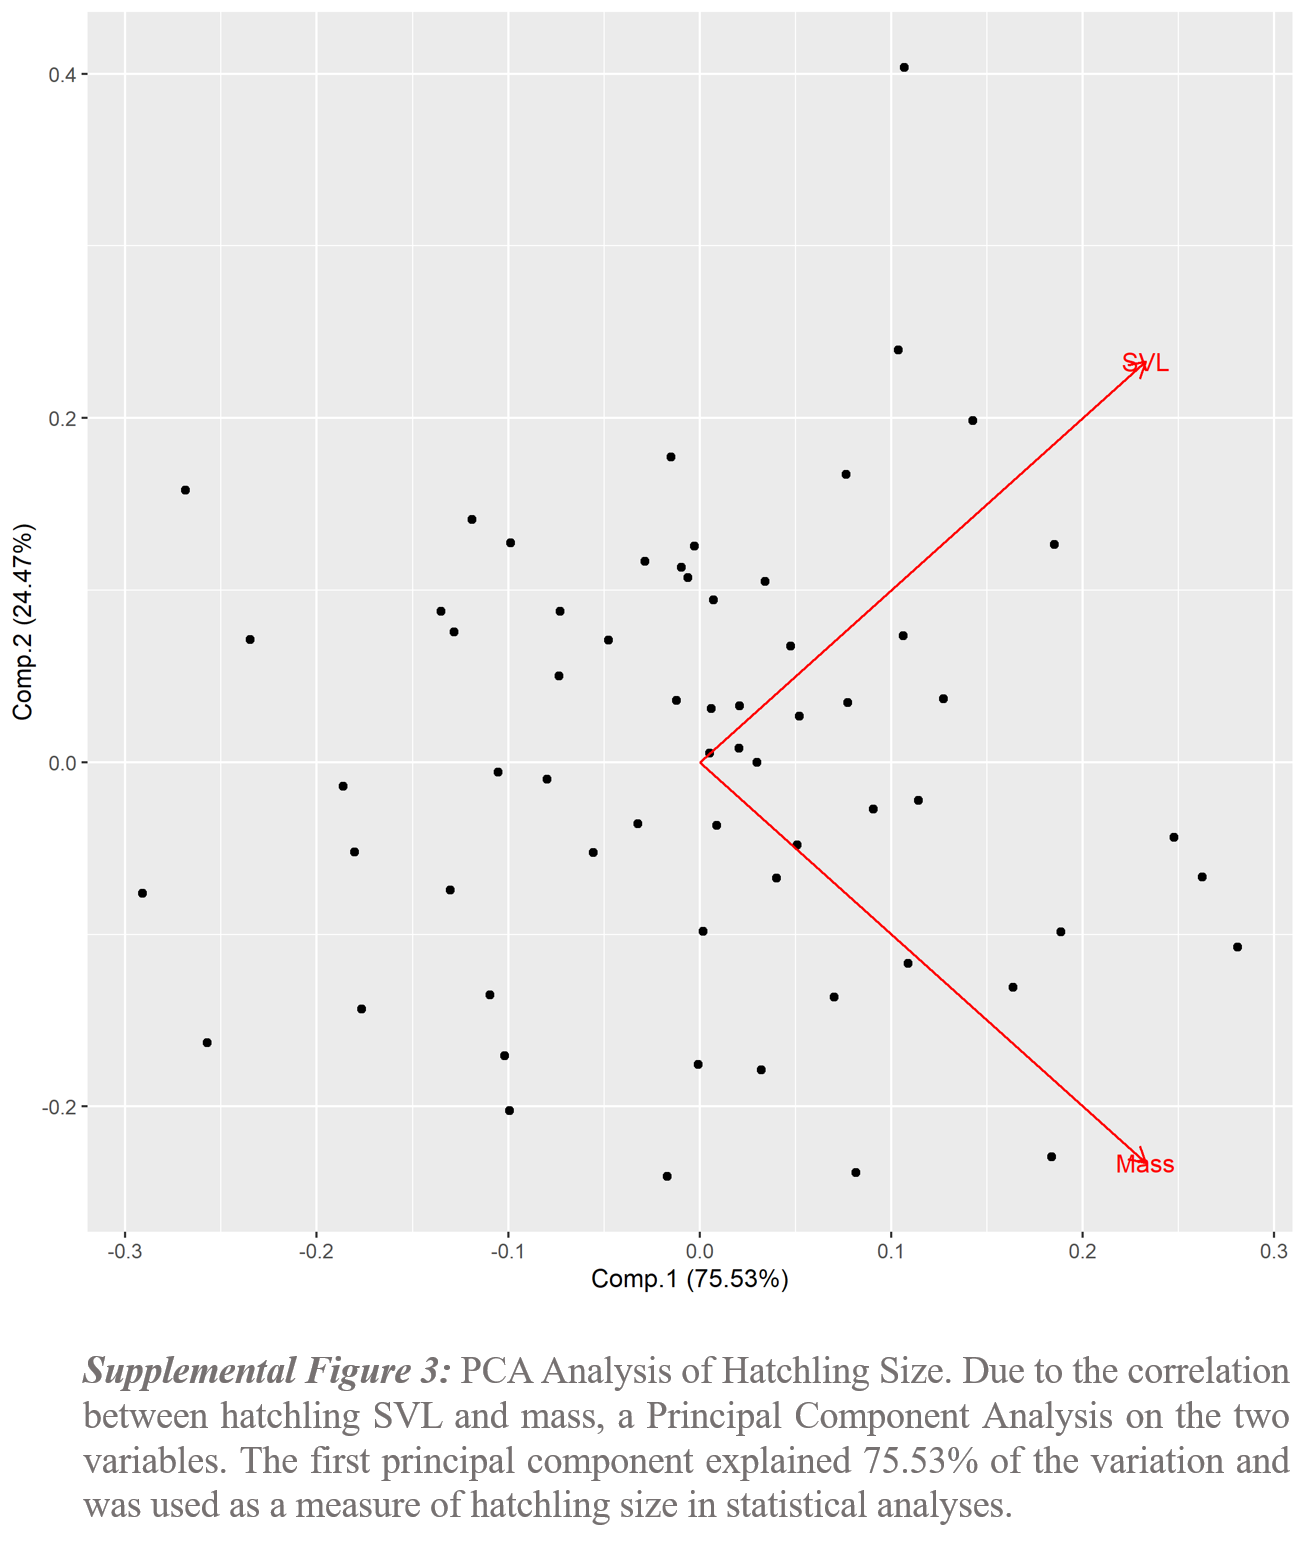 0.4
SVL
0.2
Comp.2 (24.47%)
0.0
-0.2
Mass
-0.3 -0.2 -0.1 0.0 0.1 0.2 0.3
Comp.1 (75.53%)
Supplemental Figure 3: PCA Analysis of Hatchling Size. Due to the correlation
between hatchling SVL and mass, a Principal Component Analysis on the two
variables. The first principal component explained 75.53% of the variation and
was used as a measure of hatchling size in statistical analyses.